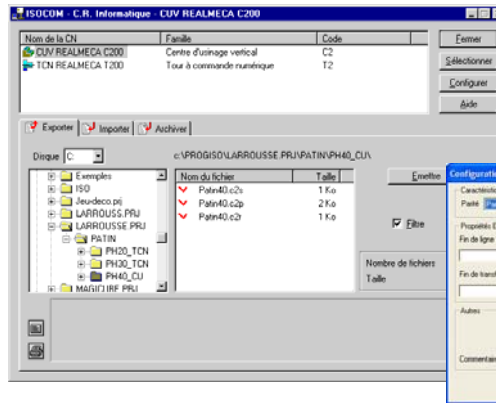 ISOCOM - C.R. Informatique - CUV REALMECA C200
Nom de la CN Famille Code
CUV REALMECA C200 Centre d'usinage vertical C2
TCN REALMECA T200 Tour à commande numérique T2
Fermer
Sélectionner
Configurer
Aide
Exporter Importer Archiver
Disque C: c:\PROGISO\LARROUSSE.PRJ\PATIN\PH40_CU\
Exemples
ISO
Jeu-deco.prj
LARROUSS.PRJ
LARROUSSE.PRJ
PATIN
PH20_TCN
PH30_TCN
PH40_CU
MAGICUBE.PRJ
Nom du fichier Taille
Patin40.c2s 1 Ko
Patin40.c2p 2 Ko
Patin40.c2r 1 Ko
Emettre
Filtre
Nombre de fichiers
Taille
Configuratio
Caractéristic
Parité
Propriétés D
Fin de ligne
Fin de transf
Autres
Commentaire